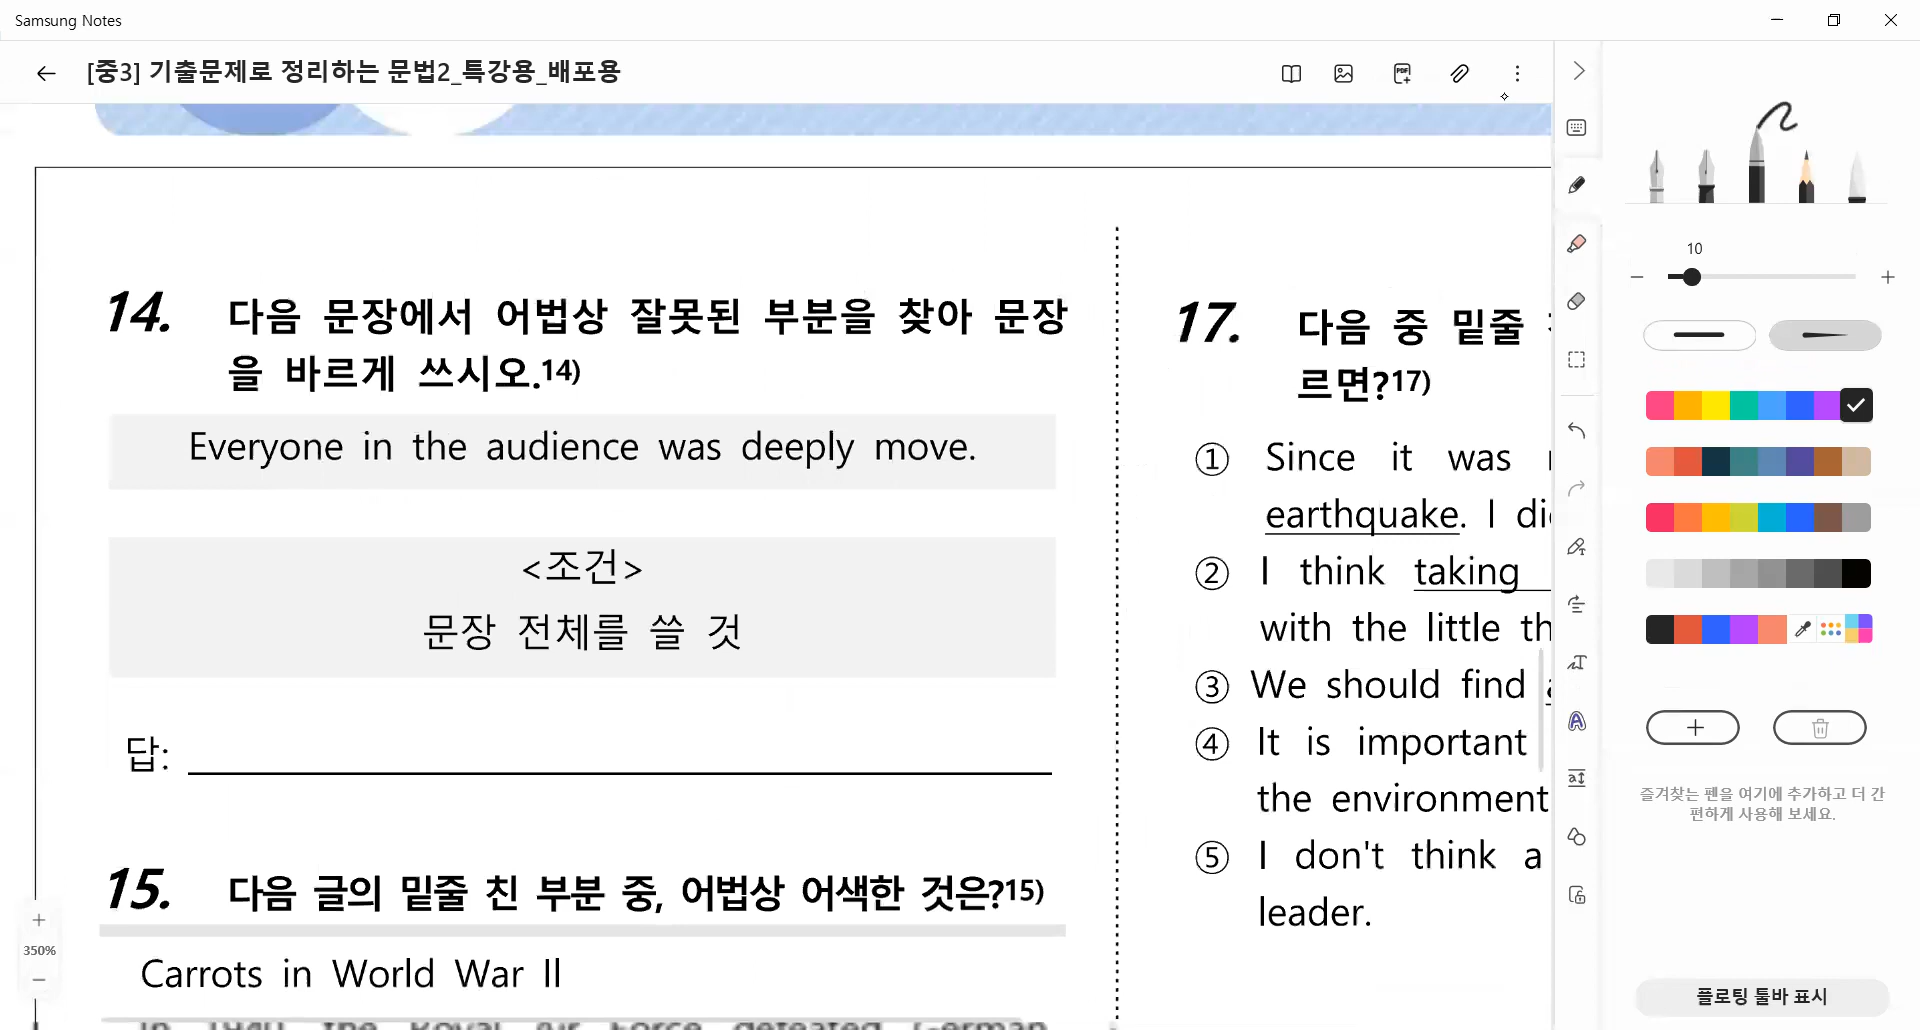 Samsung Notes
[중3] 기출문제로 정리하는 문법2_특강용_배포용
14. 다음 문장에서 어법상 잘못된 부분을 찾아 문장
을 바르게 쓰시오.14)
Everyone in the audience was deeply move.
<조건>
문장 전체를 쓸 것
답:
15. 다음 글의 밑줄 친 부분 중, 어법상 어색한 것은?15)
Carrots in World War II
In 1940, the Royal Air Force defeated German
17. 다음 중 밑줄
르면?17)
① Since it was
earthquake. I di
② I think taking
with the little th
③ We should find
④ It is important
the environment
⑤ I don't think a
leader.
350%
10
즐겨찾는 펜을 여기에 추가하고 더 간
편하게 사용해 보세요.
플로팅 툴바 표시